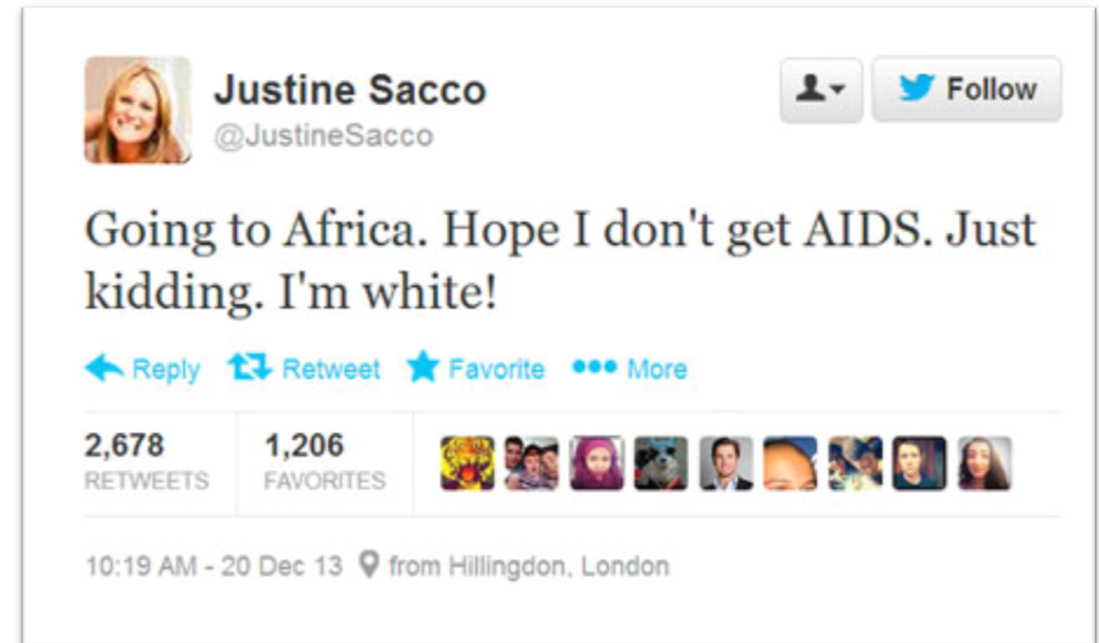 Justine Sacco
@JustineSacco
Follow
Going to Africa. Hope I don't get AIDS. Just
kidding. I'm white!
Reply Retweet Favorite More
2,678 1,206
RETWEETS FAVORITES
10:19 AM - 20 Dec 13 from Hillingdon, London